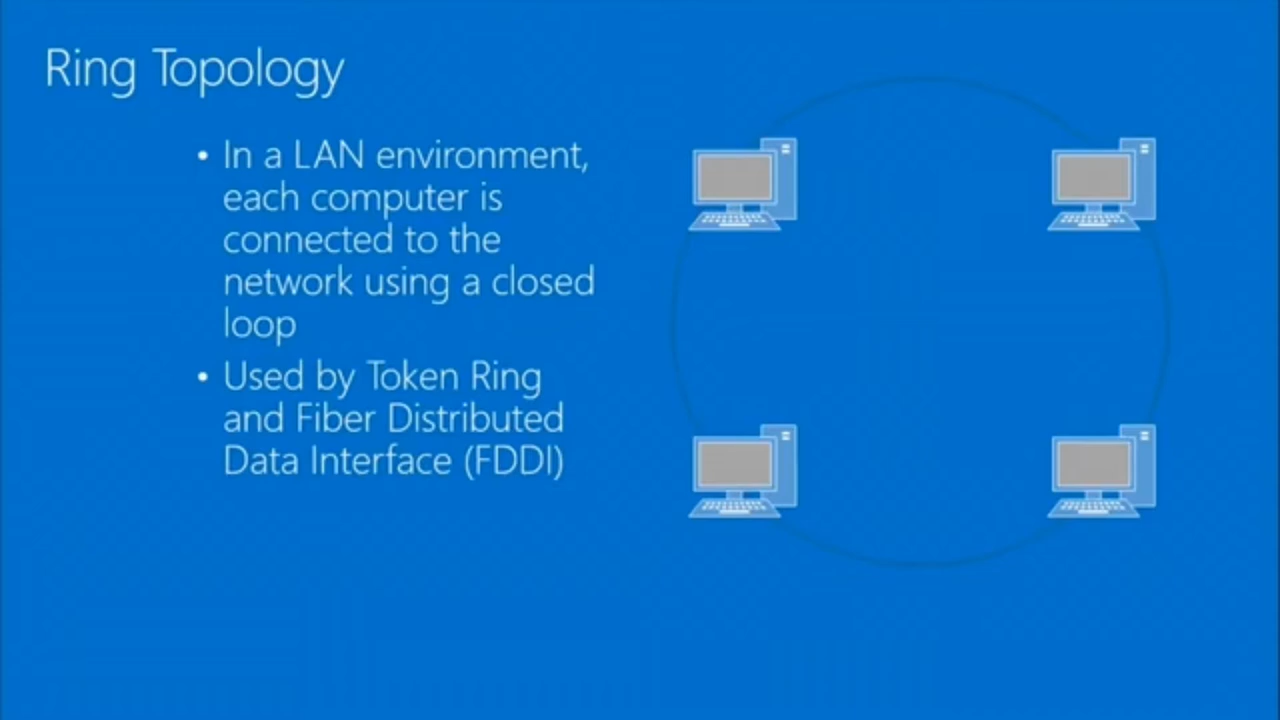 Ring Topology
• In a LAN environment,
each computer is
connected to the
network using a closed
loop
• Used by Token Ring
and Fiber Distributed
Data Interface (FDDI)